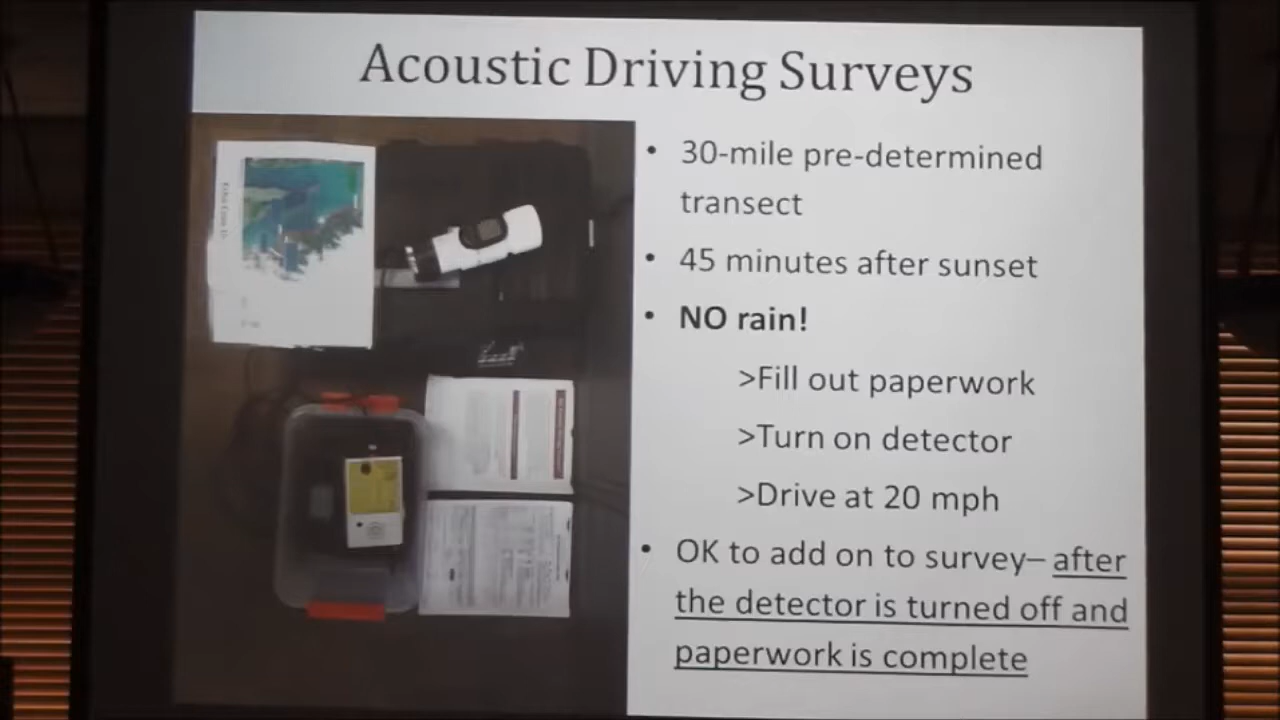 Acoustic Driving Surveys
• 30-mile pre-determined
transect
• 45 minutes after sunset
• NO rain!
>Fill out paperwork
>Turn on detector
>Drive at 20 mph
• OK to add on to survey– after
the detector is turned off and
paperwork is complete